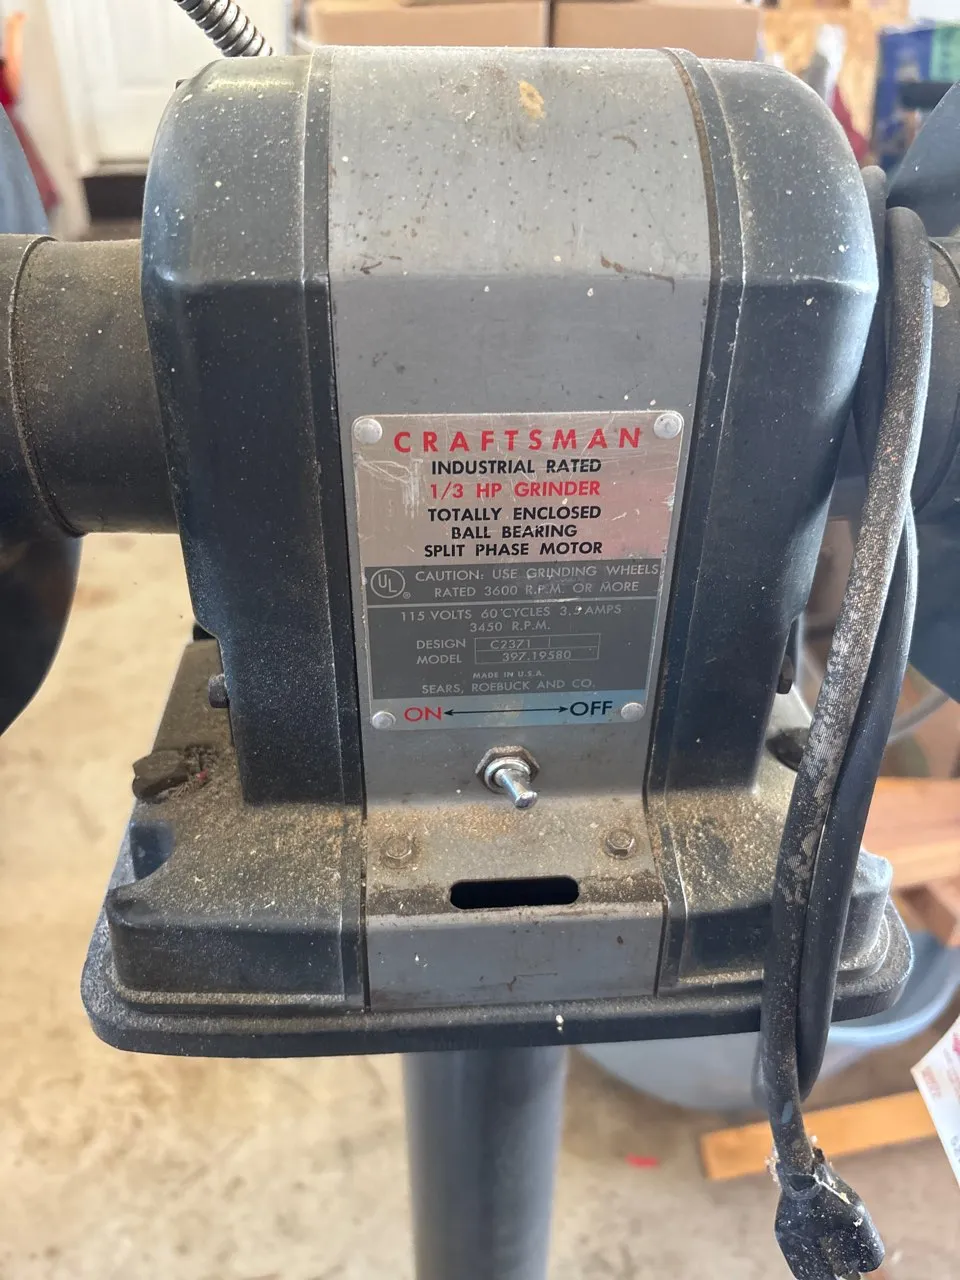 CRAFTSMAN
INDUSTRIAL RATED
1/3 HP GRINDER
TOTALLY ENCLOSED
BALL BEARING
SPLIT PHASE MOTOR
UL ®
CAUTION: USE GRINDING WHEELS
RATED 3600 R.P.M. OR MORE
115 VOLTS 60 CYCLES 3.5 AMPS
3450 R.P.M.
DESIGN C2371
MODEL 397.19580
MADE IN U.S.A.
SEARS, ROEBUCK AND CO.
ON OFF